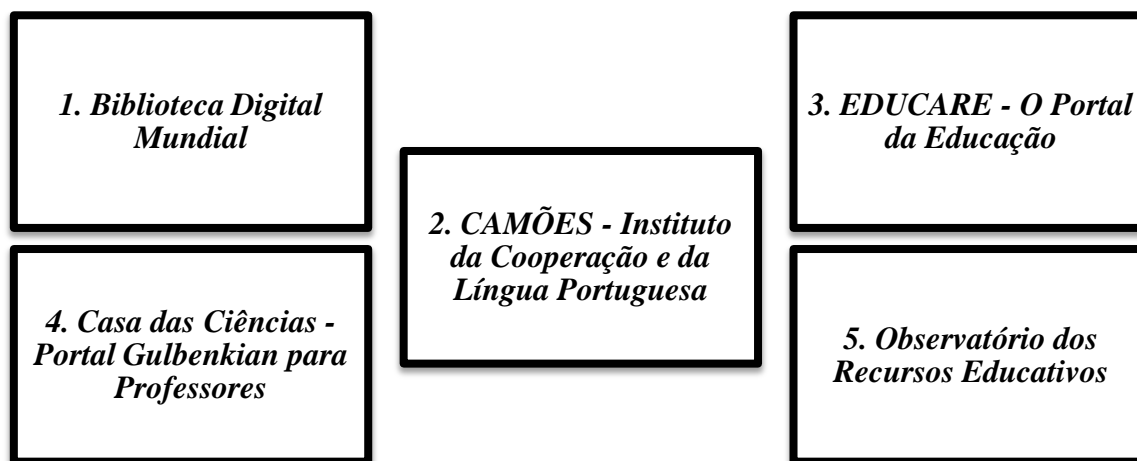 1. Biblioteca Digital
Mundial
2. CAMÕES - Instituto
da Cooperação e da
Língua Portuguesa
3. EDUCARE - O Portal
da Educação
4. Casa das Ciências -
Portal Gulbenkian para
Professores
5. Observatório dos
Recursos Educativos